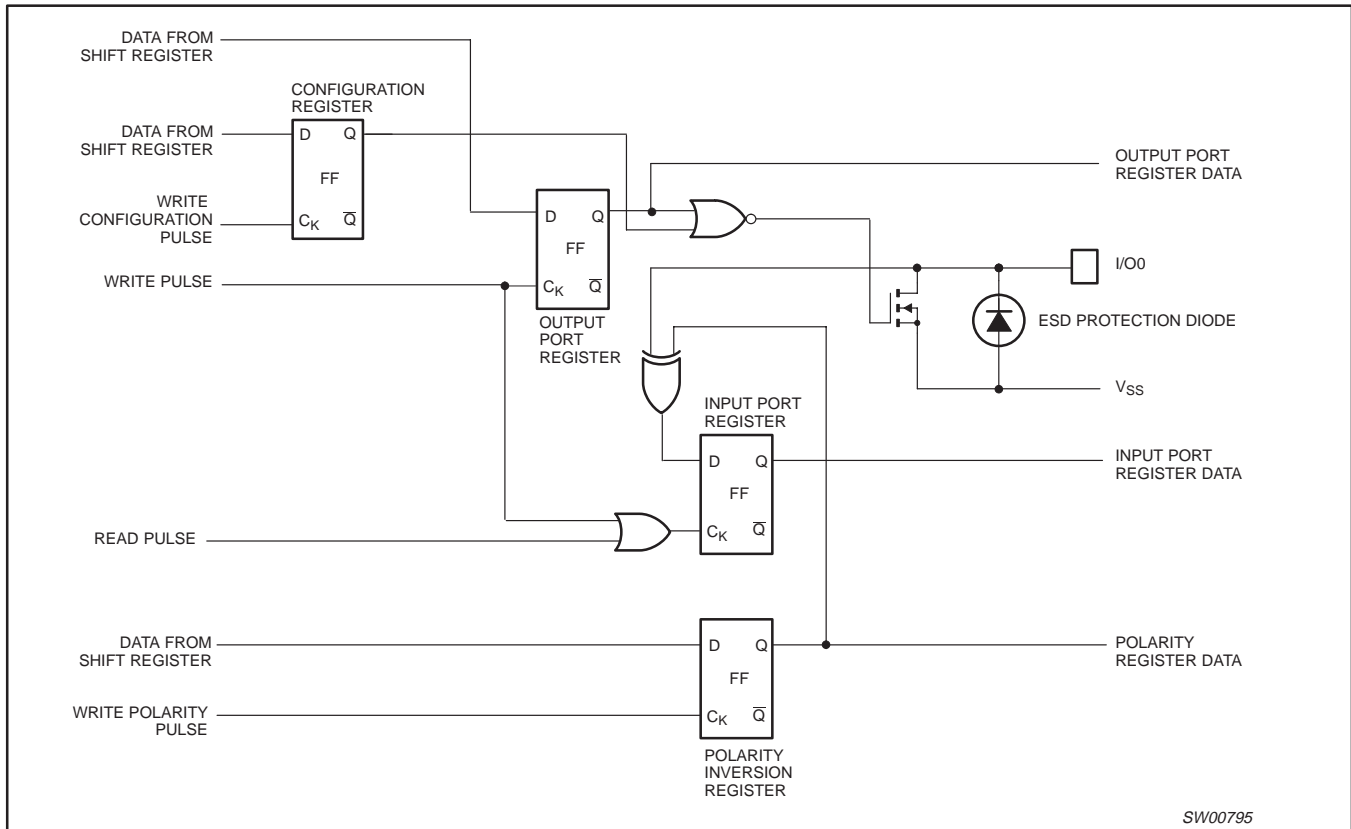 DATA FROM
SHIFT REGISTER
CONFIGURATION
REGISTER
DATA FROM
SHIFT REGISTER
D Q
FF
CK Q̅
WRITE
CONFIGURATION
PULSE
OUTPUT PORT
REGISTER DATA
D Q
FF
CK Q̅
WRITE PULSE
OUTPUT
PORT
REGISTER
I/O0
ESD PROTECTION DIODE
VSS
INPUT PORT
REGISTER
D Q
FF
CK Q̅
INPUT PORT
REGISTER DATA
READ PULSE
DATA FROM
SHIFT REGISTER
D Q
FF
CK Q̅
POLARITY
REGISTER DATA
WRITE POLARITY
PULSE
POLARITY
INVERSION
REGISTER
SW00795